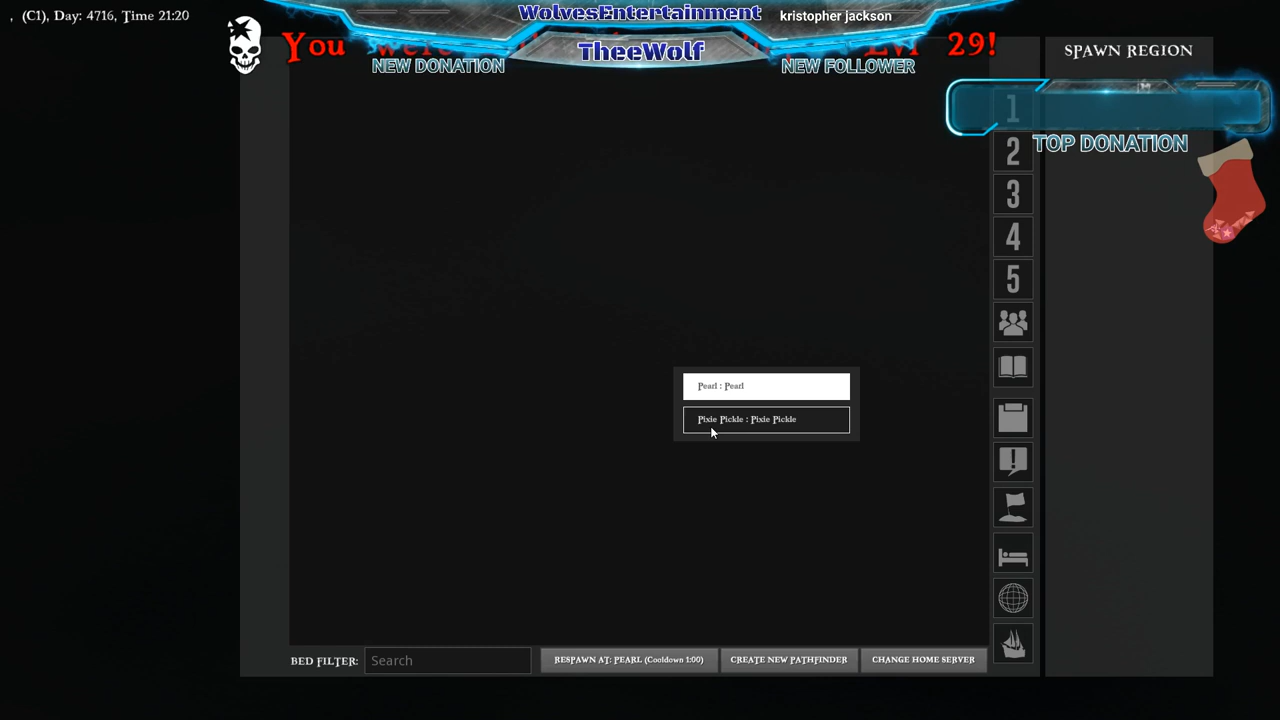 , (C1), Day: 4716, Time 21:20
WolvesEntertainment
kristopher jackson
You were Lvl 29!
TheeWolf
NEW DONATION
NEW FOLLOWER
SPAWN REGION
1
TOP DONATION
2
3
4
5
Pearl : Pearl
Pixie Pickle : Pixie Pickle
BED FILTER:
Search
RESPAWN AT: PEARL (Cooldown 1:00)
CREATE NEW PATHFINDER
CHANGE HOME SERVER